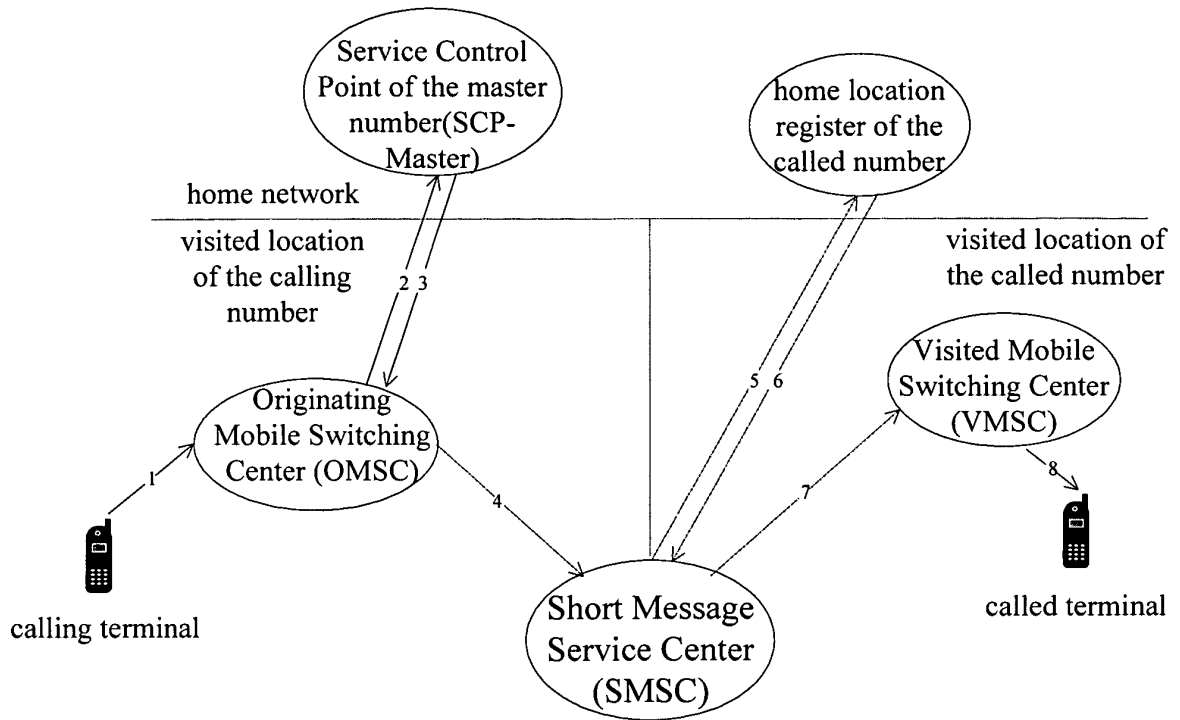 Service Control
Point of the master
number(SCP-
Master)
home location
register of the
called number
home network
visited location
of the calling
number
visited location of
the called number
2
3
5
6
Visited Mobile
Switching Center
(VMSC)
Originating
Mobile Switching
Center (OMSC)
1
4
7
8
calling terminal
called terminal
Short Message
Service Center
(SMSC)